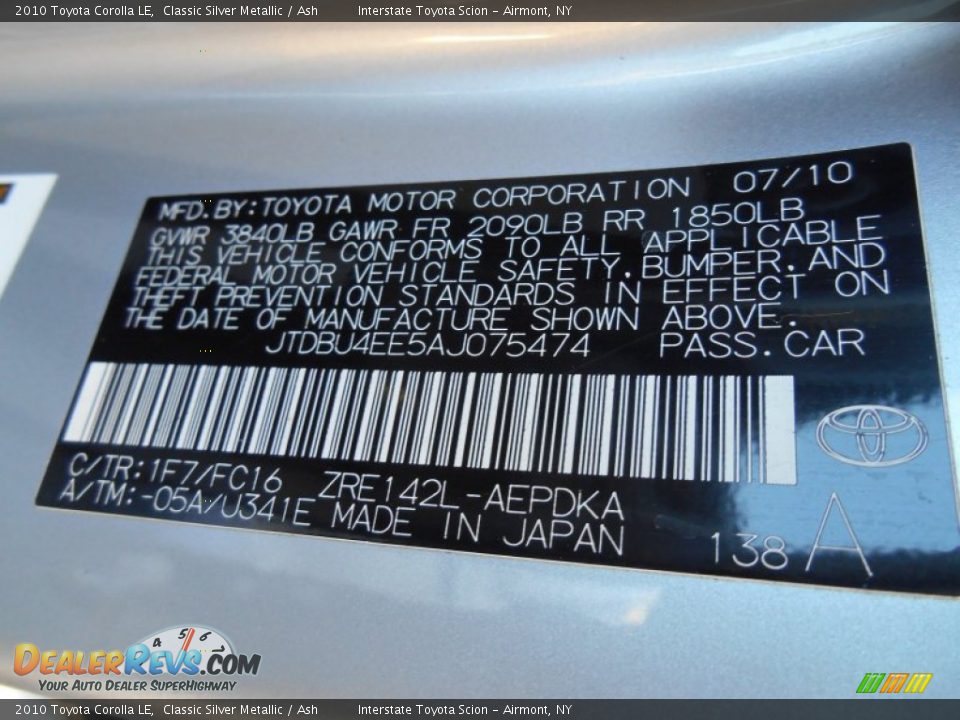 2010 Toyota Corolla LE, Classic Silver Metallic / Ash Interstate Toyota Scion - Airmont, NY
MFD.BY:TOYOTA MOTOR CORPORATION 07/10
GVWR 3840LB GAWR FR 2090LB RR 1850LB
THIS VEHICLE CONFORMS TO ALL APPLICABLE
FEDERAL MOTOR VEHICLE SAFETY,BUMPER,AND
THEFT PREVENTION STANDARDS IN EFFECT ON
THE DATE OF MANUFACTURE SHOWN ABOVE.
JTDBU4EE5AJ075474 PASS.CAR
C/TR:1F7/FC16 ZRE142L-AEPDKA
A/TM:-05A/U341E MADE IN JAPAN
138A
4 5 6
DealerRevs.com
Your Auto Dealer SuperHighway
2010 Toyota Corolla LE, Classic Silver Metallic / Ash Interstate Toyota Scion - Airmont, NY